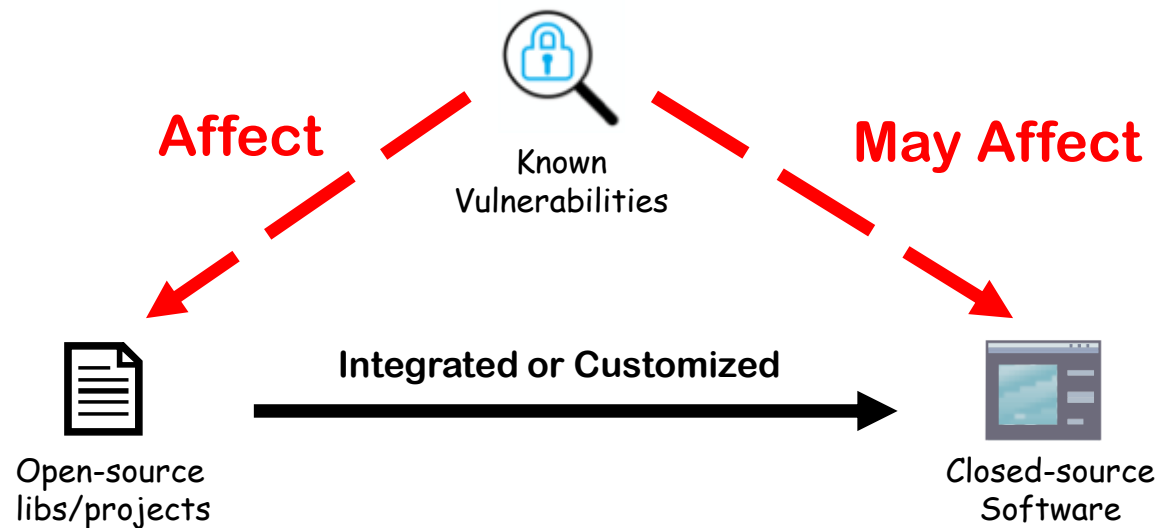 Affect
May Affect
Known
Vulnerabilities
Integrated or Customized
Open-source
libs/projects
Closed-source
Software